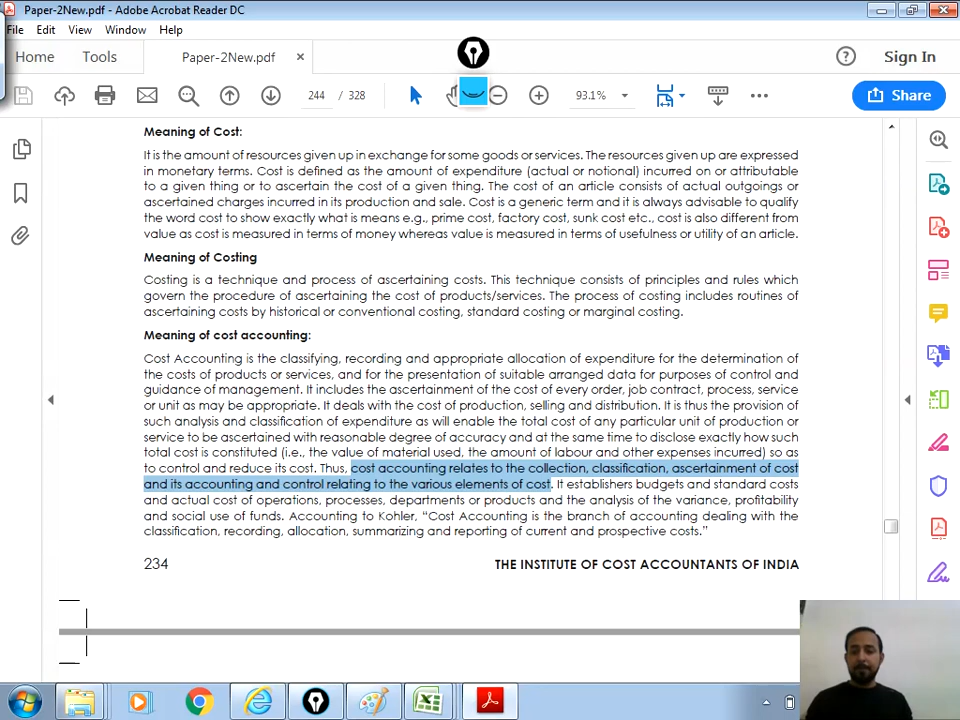 Paper-2New.pdf - Adobe Acrobat Reader DC
File Edit View Window Help
Home Tools Paper-2New.pdf × Sign In
244 / 328 93.1% Share
Meaning of Cost:
It is the amount of resources given up in exchange for some goods or services. The resources given up are expressed
in monetary terms. Cost is defined as the amount of expenditure (actual or notional) incurred on or attributable
to a given thing or to ascertain the cost of a given thing. The cost of an article consists of actual outgoings or
ascertained charges incurred in its production and sale. Cost is a generic term and it is always advisable to qualify
the word cost to show exactly what is means e.g., prime cost, factory cost, sunk cost etc., cost is also different from
value as cost is measured in terms of money whereas value is measured in terms of usefulness or utility of an article.
Meaning of Costing
Costing is a technique and process of ascertaining costs. This technique consists of principles and rules which
govern the procedure of ascertaining the cost of products/services. The process of costing includes routines of
ascertaining costs by historical or conventional costing, standard costing or marginal costing.
Meaning of cost accounting:
Cost Accounting is the classifying, recording and appropriate allocation of expenditure for the determination of
the costs of products or services, and for the presentation of suitable arranged data for purposes of control and
guidance of management. It includes the ascertainment of the cost of every order, job contract, process, service
or unit as may be appropriate. It deals with the cost of production, selling and distribution. It is thus the provision of
such analysis and classification of expenditure as will enable the total cost of any particular unit of production or
service to be ascertained with reasonable degree of accuracy and at the same time to disclose exactly how such
total cost is constituted (i.e., the value of material used, the amount of labour and other expenses incurred) so as
to control and reduce its cost. Thus, cost accounting relates to the collection, classification, ascertainment of cost
and its accounting and control relating to the various elements of cost. It establishers budgets and standard costs
and actual cost of operations, processes, departments or products and the analysis of the variance, profitability
and social use of funds. Accounting to Kohler, “Cost Accounting is the branch of accounting dealing with the
classification, recording, allocation, summarizing and reporting of current and prospective costs.”
234 THE INSTITUTE OF COST ACCOUNTANTS OF INDIA